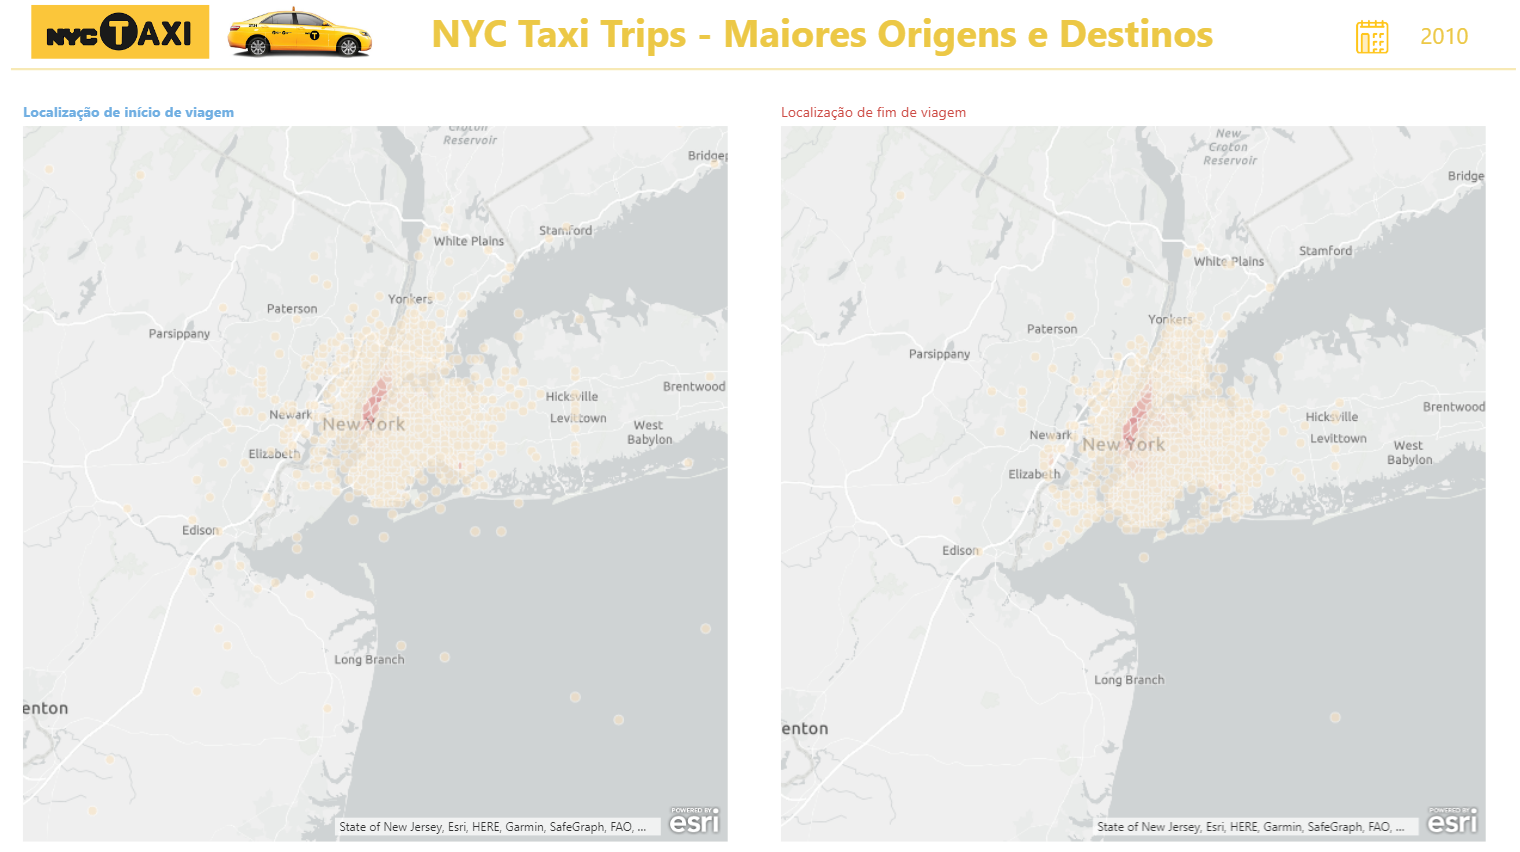 NYC TAXI
NYC Taxi Trips - Maiores Origens e Destinos
2010
Localização de início de viagem
Croton
Reservoir
Bridgep
Stamford
White Plains
Yonkers
Paterson
Parsippany
Brentwood
Hicksville
Newark
New York
Levittown
West
Babylon
Elizabeth
Edison
Long Branch
enton
POWERED BY
esri
State of New Jersey, Esri, HERE, Garmin, SafeGraph, FAO, ...
Localização de fim de viagem
New
Croton
Reservoir
Bridge
Stamford
White Plains
Yonkers
Paterson
Parsippany
Brentwood
Hicksville
Newark
New York
Levittown
West
Babylon
Elizabeth
Edison
Long Branch
enton
POWERED BY
esri
State of New Jersey, Esri, HERE, Garmin, SafeGraph, FAO, ...